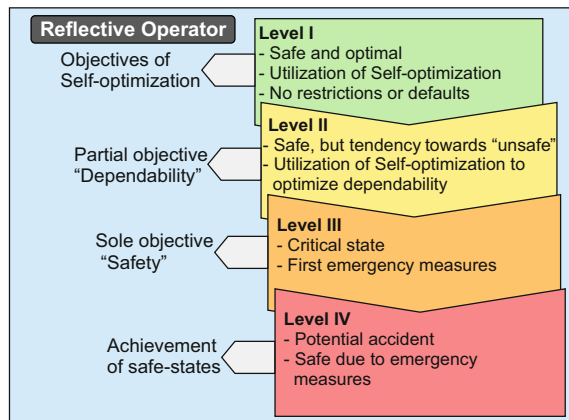 Reflective Operator
Objectives of
Self-optimization
Level I
- Safe and optimal
- Utilization of Self-optimization
- No restrictions or defaults
Partial objective
“Dependability”
Level II
- Safe, but tendency towards “unsafe”
- Utilization of Self-optimization to
optimize dependability
Sole objective
“Safety”
Level III
- Critical state
- First emergency measures
Achievement
of safe-states
Level IV
- Potential accident
- Safe due to emergency
measures